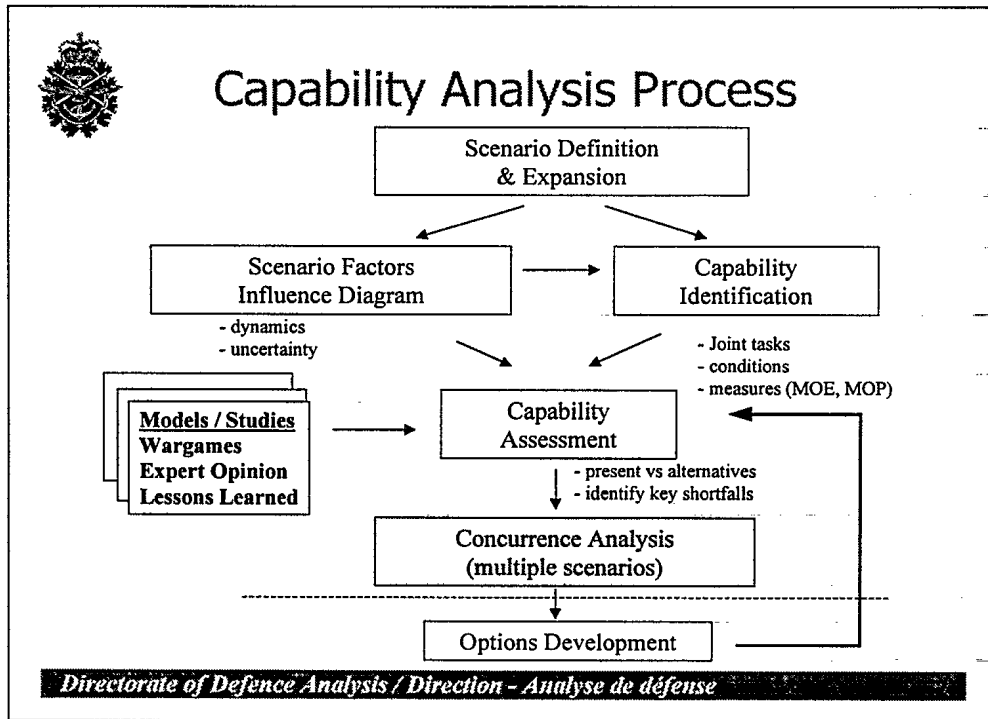 Capability Analysis Process
Scenario Definition
& Expansion
Scenario Factors
Influence Diagram
Capability
Identification
- dynamics
- uncertainty
- Joint tasks
- conditions
- measures (MOE, MOP)
Models / Studies
Wargames
Expert Opinion
Lessons Learned
Capability
Assessment
- present vs alternatives
- identify key shortfalls
Concurrence Analysis
(multiple scenarios)
Options Development
Directorate of Defence Analysis / Direction - Analyse de défense